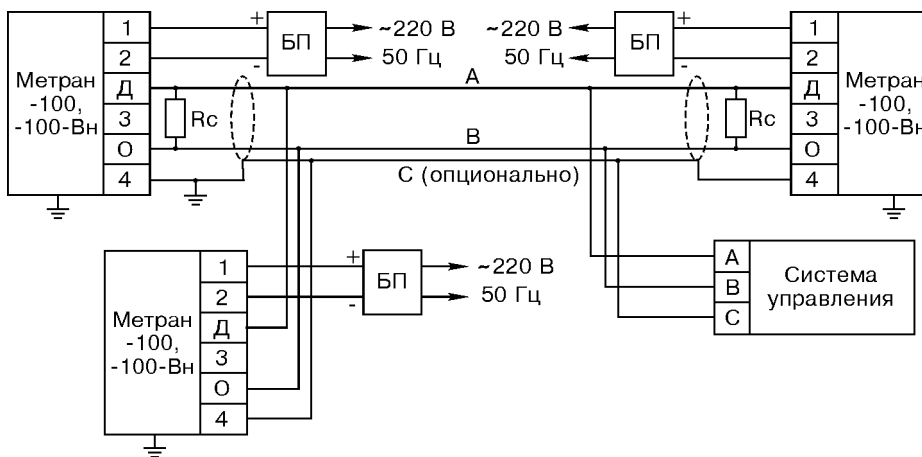 Метран
-100,
-100-Вн
1
2
Д
3
О
4
+
-
БП
~220 В
50 Гц
Rc
~220 В
50 Гц
БП
+
-
1
2
Д
3
О
4
Метран
-100,
-100-Вн
Rc
A
B
C (опционально)
Метран
-100,
-100-Вн
1
2
Д
3
О
4
+
-
БП
~220 В
50 Гц
A
B
C
Система
управления